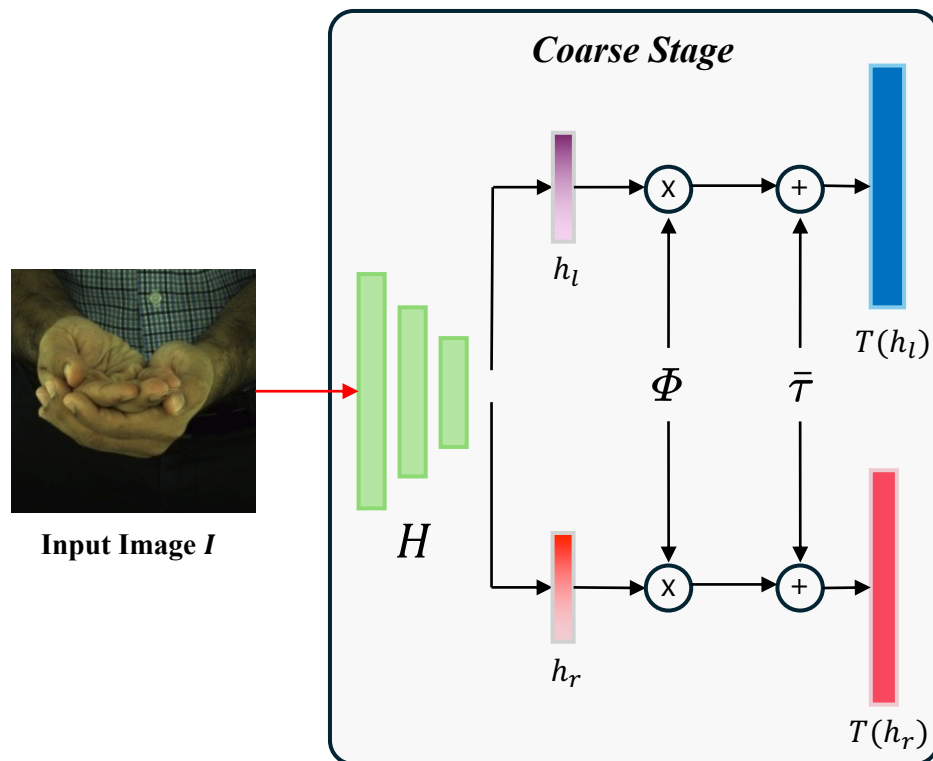 Coarse Stage
x
+
h_l
T(h_l)
Φ
τ̄
Input Image I
H
x
+
h_r
T(h_r)